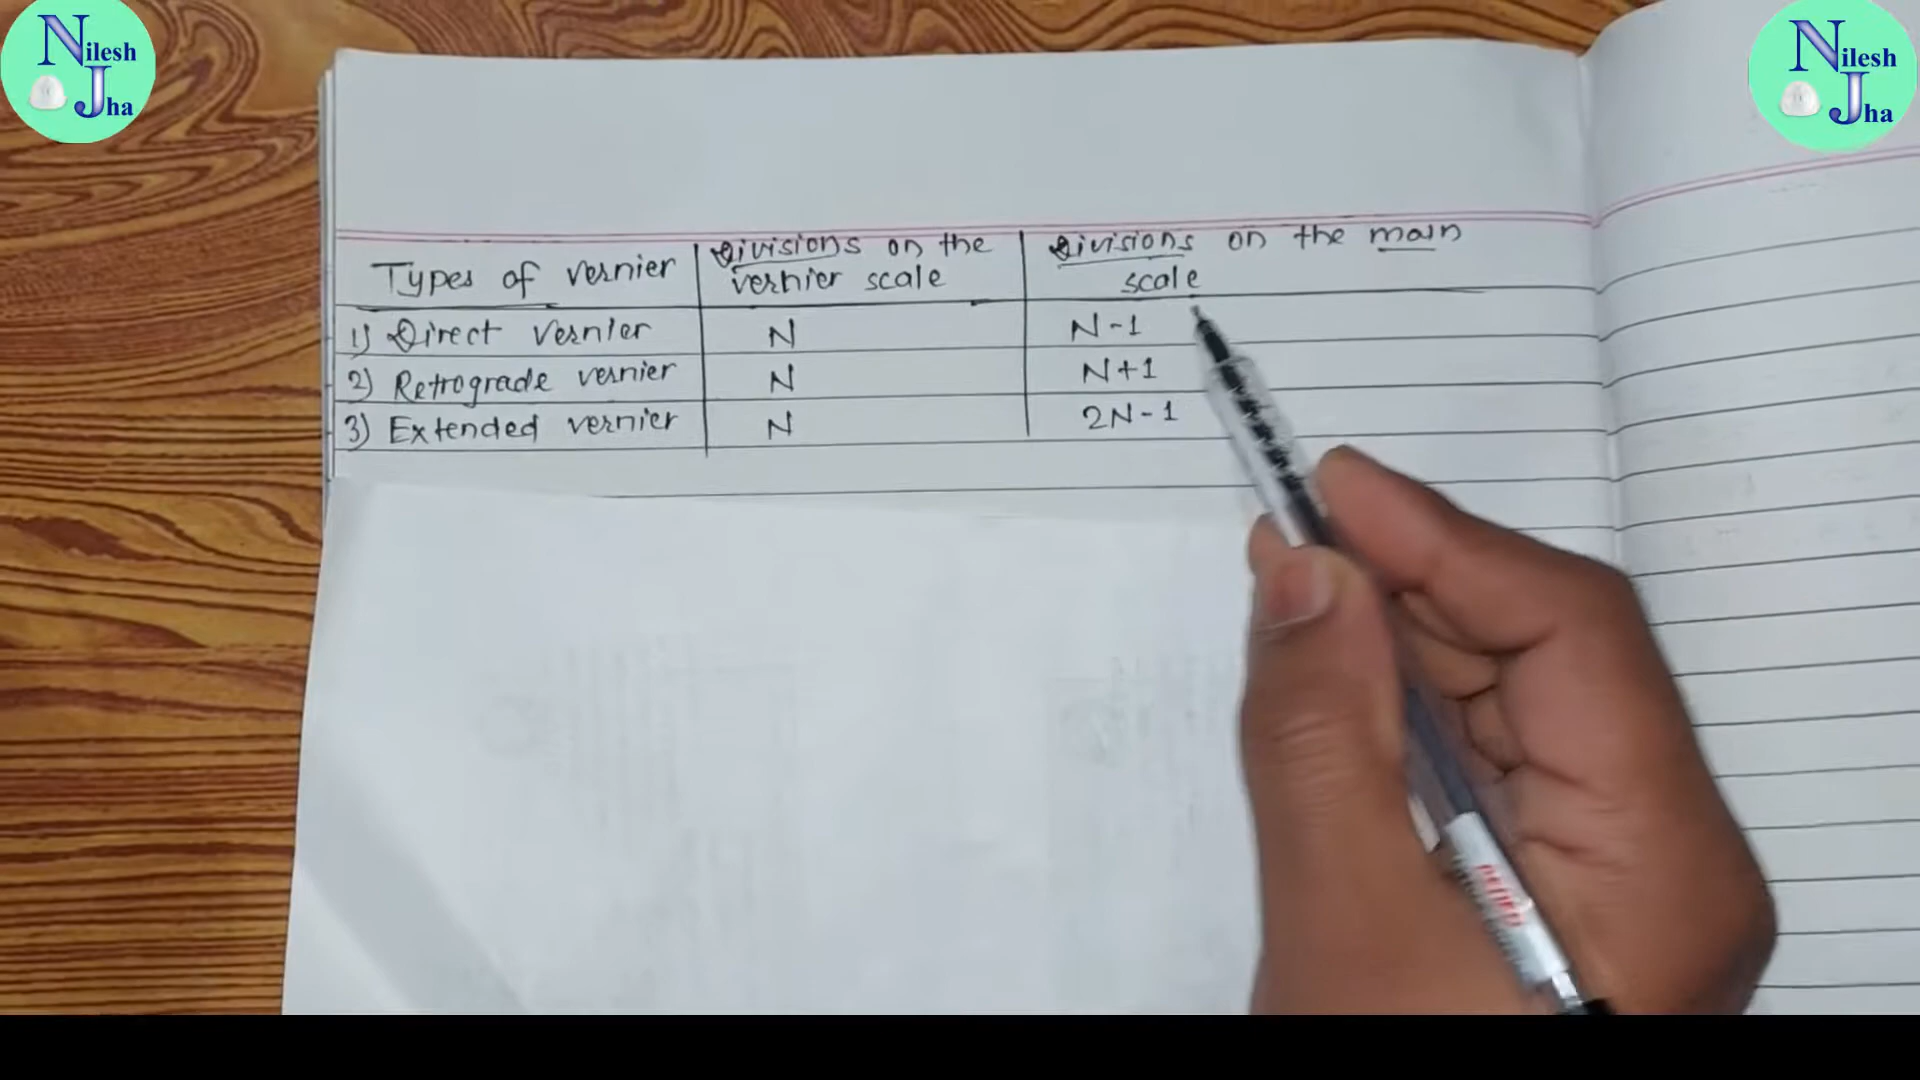 Nilesh
Jha
Nilesh
Jha
Types of vernier
Divisions on the
vernier scale
Divisions on the main
scale
1) Direct vernier N N-1
2) Retrograde vernier N N+1
3) Extended vernier N 2N-1